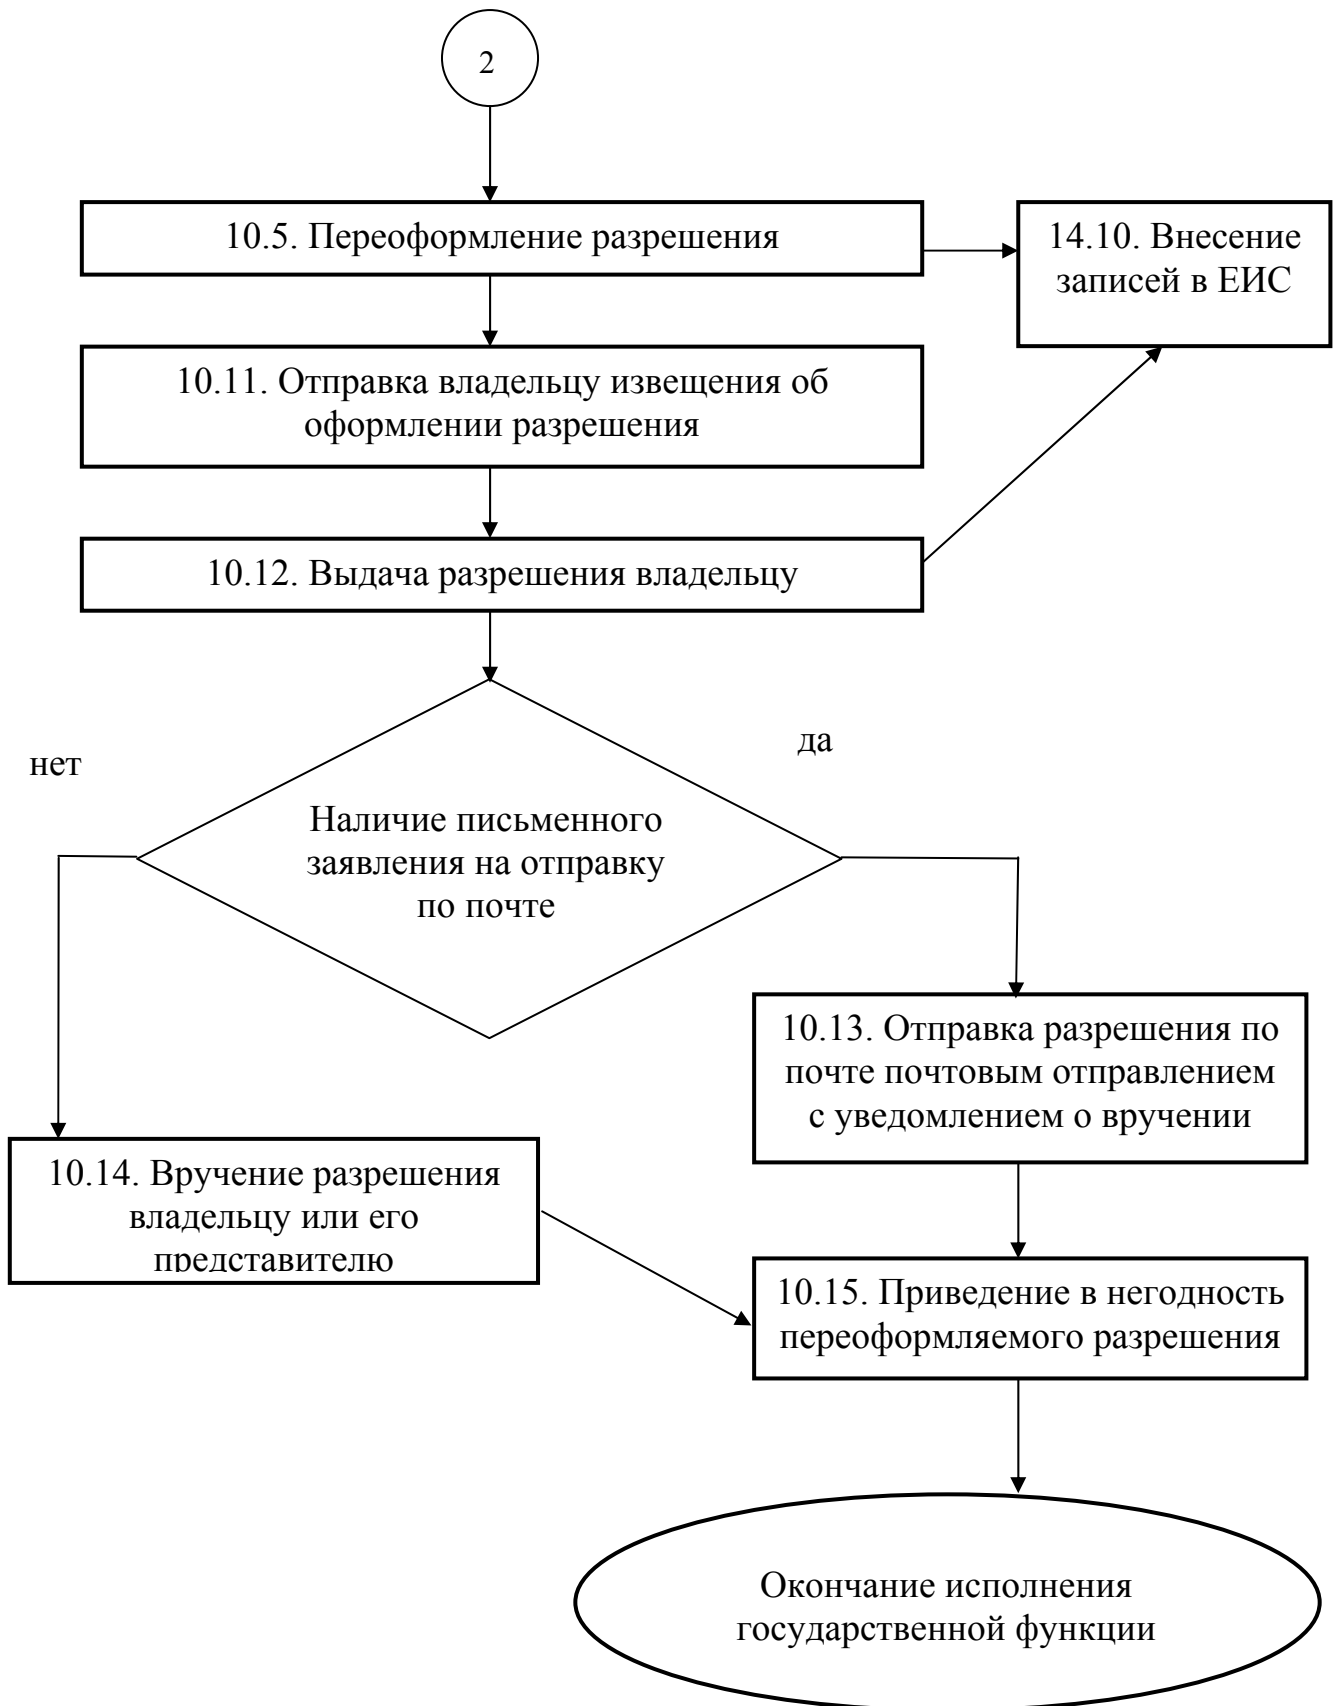 2
10.5. Переоформление разрешения
14.10. Внесение
записей в ЕИС
10.11. Отправка владельцу извещения об
оформлении разрешения
10.12. Выдача разрешения владельцу
нет
да
Наличие письменного
заявления на отправку
по почте
10.13. Отправка разрешения по
почте почтовым отправлением
с уведомлением о вручении
10.14. Вручение разрешения
владельцу или его
представителю
10.15. Приведение в негодность
переоформляемого разрешения
Окончание исполнения
государственной функции